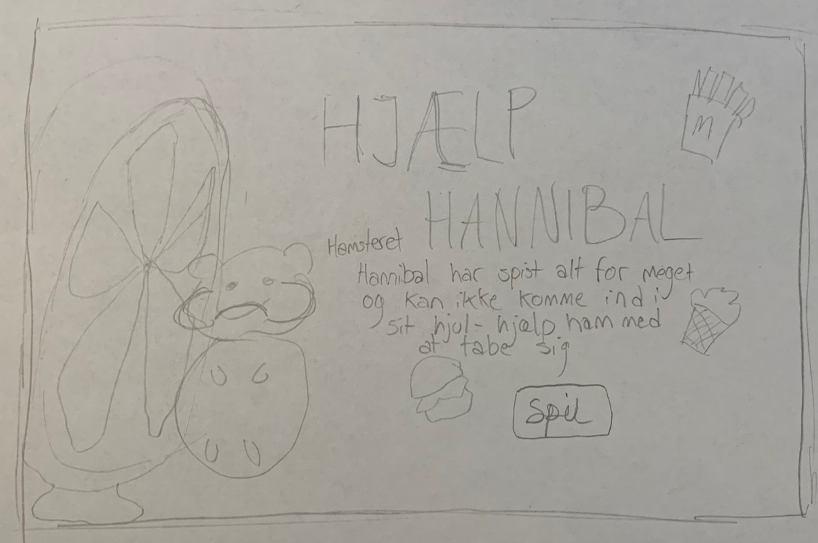 HJÆLP
M
HANNIBAL
Hamsteret
Hannibal har spist alt for meget
og kan ikke komme ind i
sit hjul - hjælp ham med
at tabe sig
Spil